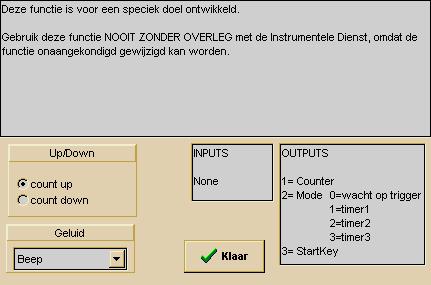 Deze functie is voor een speciek doel ontwikkeld.
Gebruik deze functie NOOIT ZONDER OVERLEG met de Instrumentele Dienst, omdat de
functie onaangekondigd gewijzigd kan worden.
Up/Down
count up
count down
Geluid
Beep
INPUTS
None
Klaar
OUTPUTS
1= Counter
2= Mode 0=wacht op trigger
1=timer1
2=timer2
3=timer3
3= StartKey